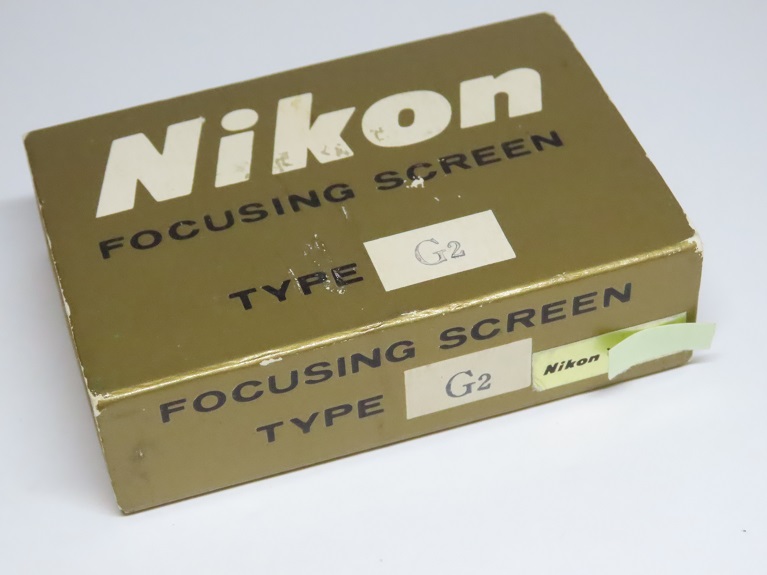 Nikon
FOCUSING SCREEN
TYPE G2
FOCUSING SCREEN
TYPE G2
Nikon